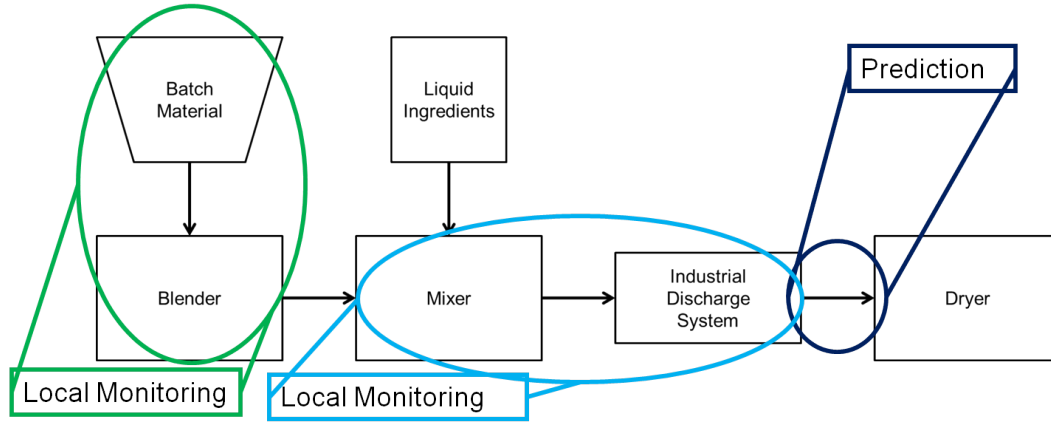 Batch
Material
Liquid
Ingredients
Prediction
Blender
Mixer
Industrial
Discharge
System
Dryer
Local Monitoring
Local Monitoring